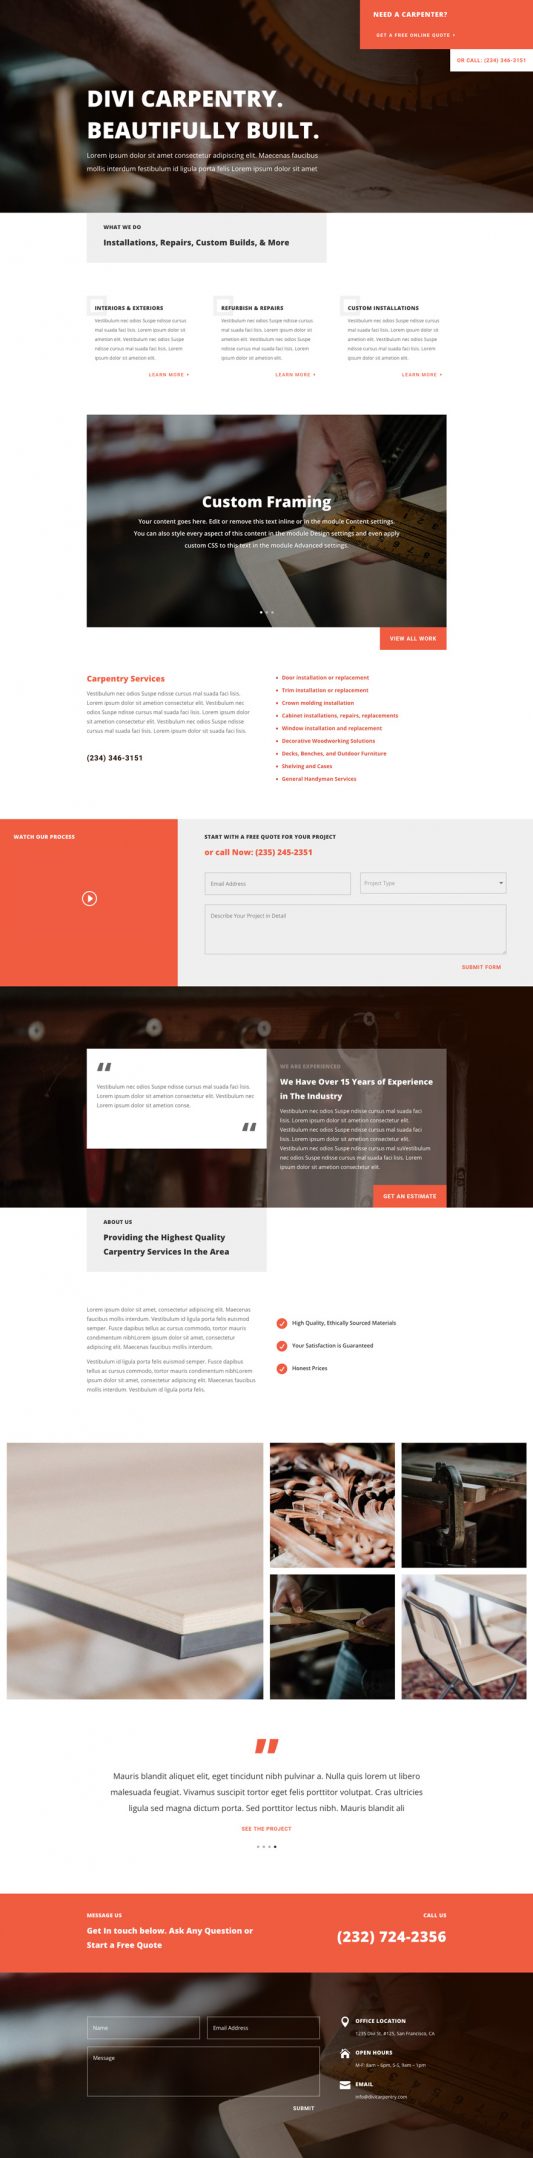 NEED A CARPENTER?
GET A FREE ONLINE QUOTE
OR CALL: (234) 346-3151
DIVI CARPENTRY.
BEAUTIFULLY BUILT.
Lorem ipsum dolor sit amet consectetur adipiscing elit. Maecenas faucibus
mollis interdum festibulum id ligula porta felis Lorem ipsum dolor sit amet
WHAT WE DO
Installations, Repairs, Custom Builds, & More
INTERIORS & EXTERIORS
Vestibulum nec odios Suspe ndisse cursus
mal suada faci lisis. Lorem ipsum dolor sit
ametion elit. Vestibulum nec odios Suspe
ndisse cursus mal suada faci lisis. Lorem
ipsum dolor sit ametion elit.
LEARN MORE
REFURBISH & REPAIRS
Vestibulum nec odios Suspe ndisse cursus
mal suada faci lisis. Lorem ipsum dolor sit
ametion elit. Vestibulum nec odios Suspe
ndisse cursus mal suada faci lisis. Lorem
ipsum dolor sit ametion elit.
LEARN MORE
CUSTOM INSTALLATIONS
Vestibulum nec odios Suspe ndisse cursus
mal suada faci lisis. Lorem ipsum dolor sit
ametion elit. Vestibulum nec odios Suspe
ndisse cursus mal suada faci lisis. Lorem
ipsum dolor sit ametion elit.
LEARN MORE
Custom Framing
Your content goes here. Edit or remove this text inline or in the module Content settings.
You can also style every aspect of this content in the module Design settings and even apply
custom CSS to this text in the module Advanced settings.
VIEW ALL WORK
Carpentry Services
Vestibulum nec odios Suspe ndisse cursus mal suada faci lisis.
Lorem ipsum dolor sit ametion consectetur elit. Vestibulum nec
odios Suspe ndisse cursus mal suada faci lisis. Lorem ipsum dolor
sit ametion consectetur elit. Vestibulum nec odios Suspe ndisse
cursus mal suada faci lisis. Lorem ipsum dolor sit ametion elit.
(234) 346-3151
Door installation or replacement
Trim installation or replacement
Crown molding installation
Cabinet installations, repairs, replacements
Window installation and replacement
Decorative Woodworking Solutions
Decks, Benches, and Outdoor Furniture
Shelving and Cases
General Handyman Services
WATCH OUR PROCESS
START WITH A FREE QUOTE FOR YOUR PROJECT
or call Now: (235) 245-2351
Email Address
Project Type
Describe Your Project in Detail
SUBMIT FORM
Vestibulum nec odios Suspe ndisse cursus mal suada faci lisis.
Lorem ipsum dolor sit ametion consectetur elit. Vestibulum nec
Lorem ipsum dolor sit ametion conse.
WE ARE EXPERIENCED
We Have Over 15 Years of Experience
in The Industry
Vestibulum nec odios Suspe ndisse cursus mal suada faci
lisis. Lorem ipsum dolor sit ametion consectetur elit.
Vestibulum nec odios Suspe ndisse cursus mal suada faci
lisis. Lorem ipsum dolor sit ametion consectetur elit.
Vestibulum nec odios Suspe ndisse cursus mal suVestibulum
nec odios Suspe ndisse cursus mal suada faci lisis. Lorem
ipsum dolor sit ametion consectetur elit.
GET AN ESTIMATE
ABOUT US
Providing the Highest Quality
Carpentry Services In the Area
Lorem ipsum dolor sit amet, consectetur adipiscing elit. Maecenas
faucibus mollis interdum. Vestibulum id ligula porta felis euismod
semper. Fusce dapibus tellus ac cursus commodo, tortor mauris
condimentum nibhLorem ipsum dolor sit amet, consectetur
adipiscing elit. Maecenas faucibus mollis interdum.
Vestibulum id ligula porta felis euismod semper. Fusce dapibus
tellus ac cursus commodo, tortor mauris condimentum nibhLorem
ipsum dolor sit amet, consectetur adipiscing elit. Maecenas faucibus
mollis interdum. Vestibulum id ligula porta felis.
High Quality, Ethically Sourced Materials
Your Satisfaction is Guaranteed
Honest Prices
Mauris blandit aliquet elit, eget tincidunt nibh pulvinar a. Nulla quis lorem ut libero
malesuada feugiat. Vivamus suscipit tortor eget felis porttitor volutpat. Cras ultricies
ligula sed magna dictum porta. Sed porttitor lectus nibh. Mauris blandit ali
SEE THE PROJECT
MESSAGE US
Get In touch below. Ask Any Question or
Start a Free Quote
CALL US
(232) 724-2356
Name
Email Address
Message
SUBMIT
OFFICE LOCATION
1235 Divi St. #125, San Francisco, CA
OPEN HOURS
M-F: 8am – 6pm, S-S, 9am – 1pm
EMAIL
info@divicarpentry.com